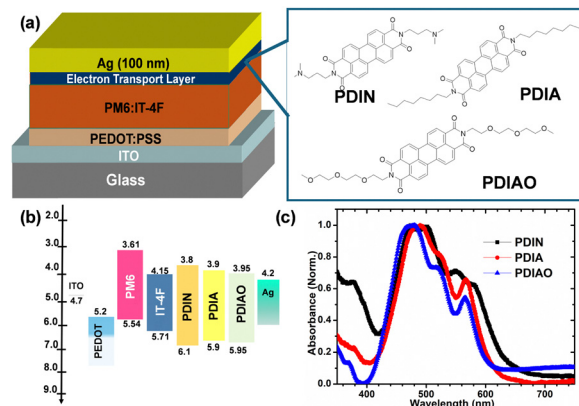 (a)
Ag (100 nm)
Electron Transport Layer
PM6:IT-4F
PEDOT:PSS
ITO
Glass
PDIN
PDIA
PDIAO
(b)
2.0
3.0
4.0
5.0
6.0
7.0
8.0
9.0
ITO
4.7
5.2
PEDOT
3.61
PM6
5.54
4.15
IT-4F
5.71
3.8
PDIN
6.1
3.9
PDIA
5.9
3.95
PDIAO
5.95
4.2
Ag
(c)
Absorbance (Norm.)
1.0
0.8
0.6
0.4
0.2
0.0
400
500
600
700
Wavelength (nm)
PDIN
PDIA
PDIAO